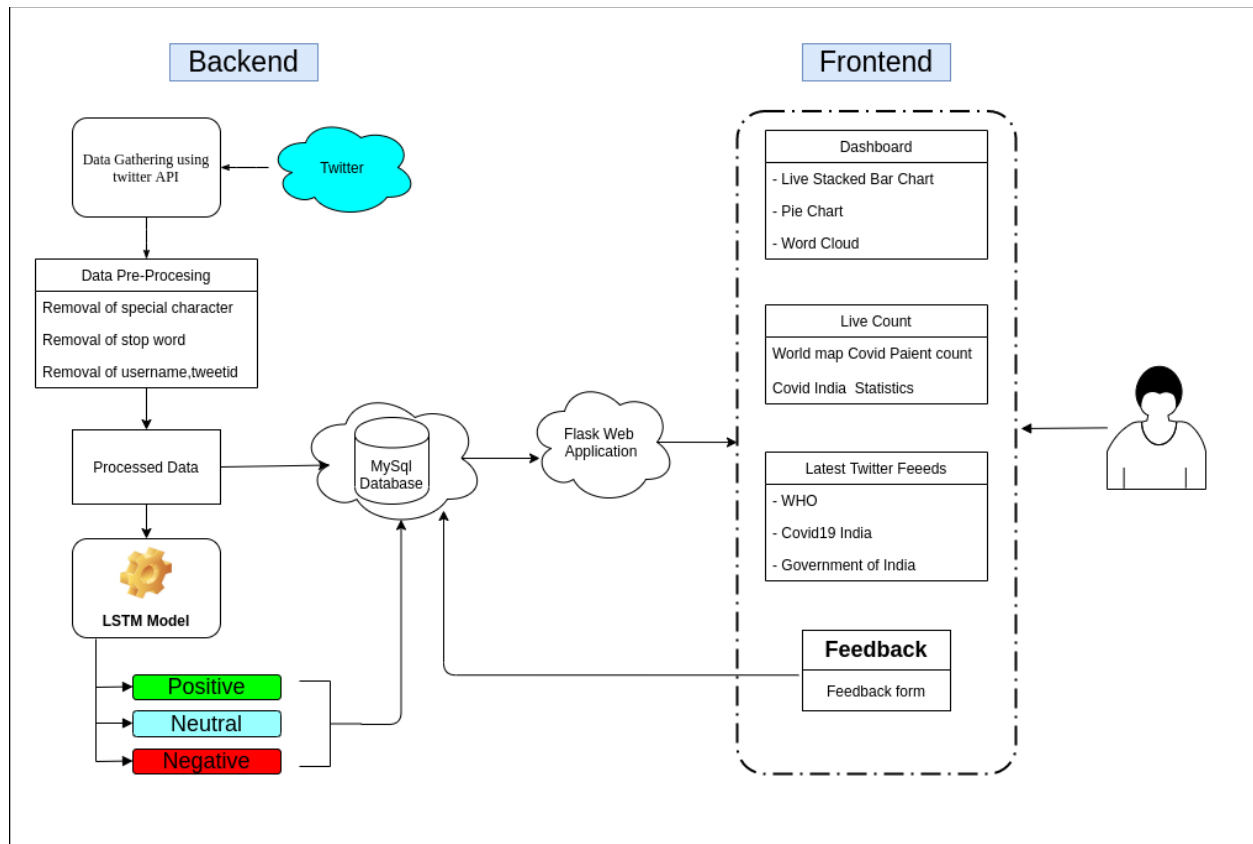 Backend
Frontend
Data Gathering using
twitter API
Twitter
Data Pre-Procesing
Removal of special character
Removal of stop word
Removal of username,tweetid
Processed Data
LSTM Model
Positive
Neutral
Negative
MySql
Database
Flask Web
Application
Dashboard
- Live Stacked Bar Chart
- Pie Chart
- Word Cloud
Live Count
World map Covid Paient count
Covid India Statistics
Latest Twitter Feeeds
- WHO
- Covid19 India
- Government of India
Feedback
Feedback form